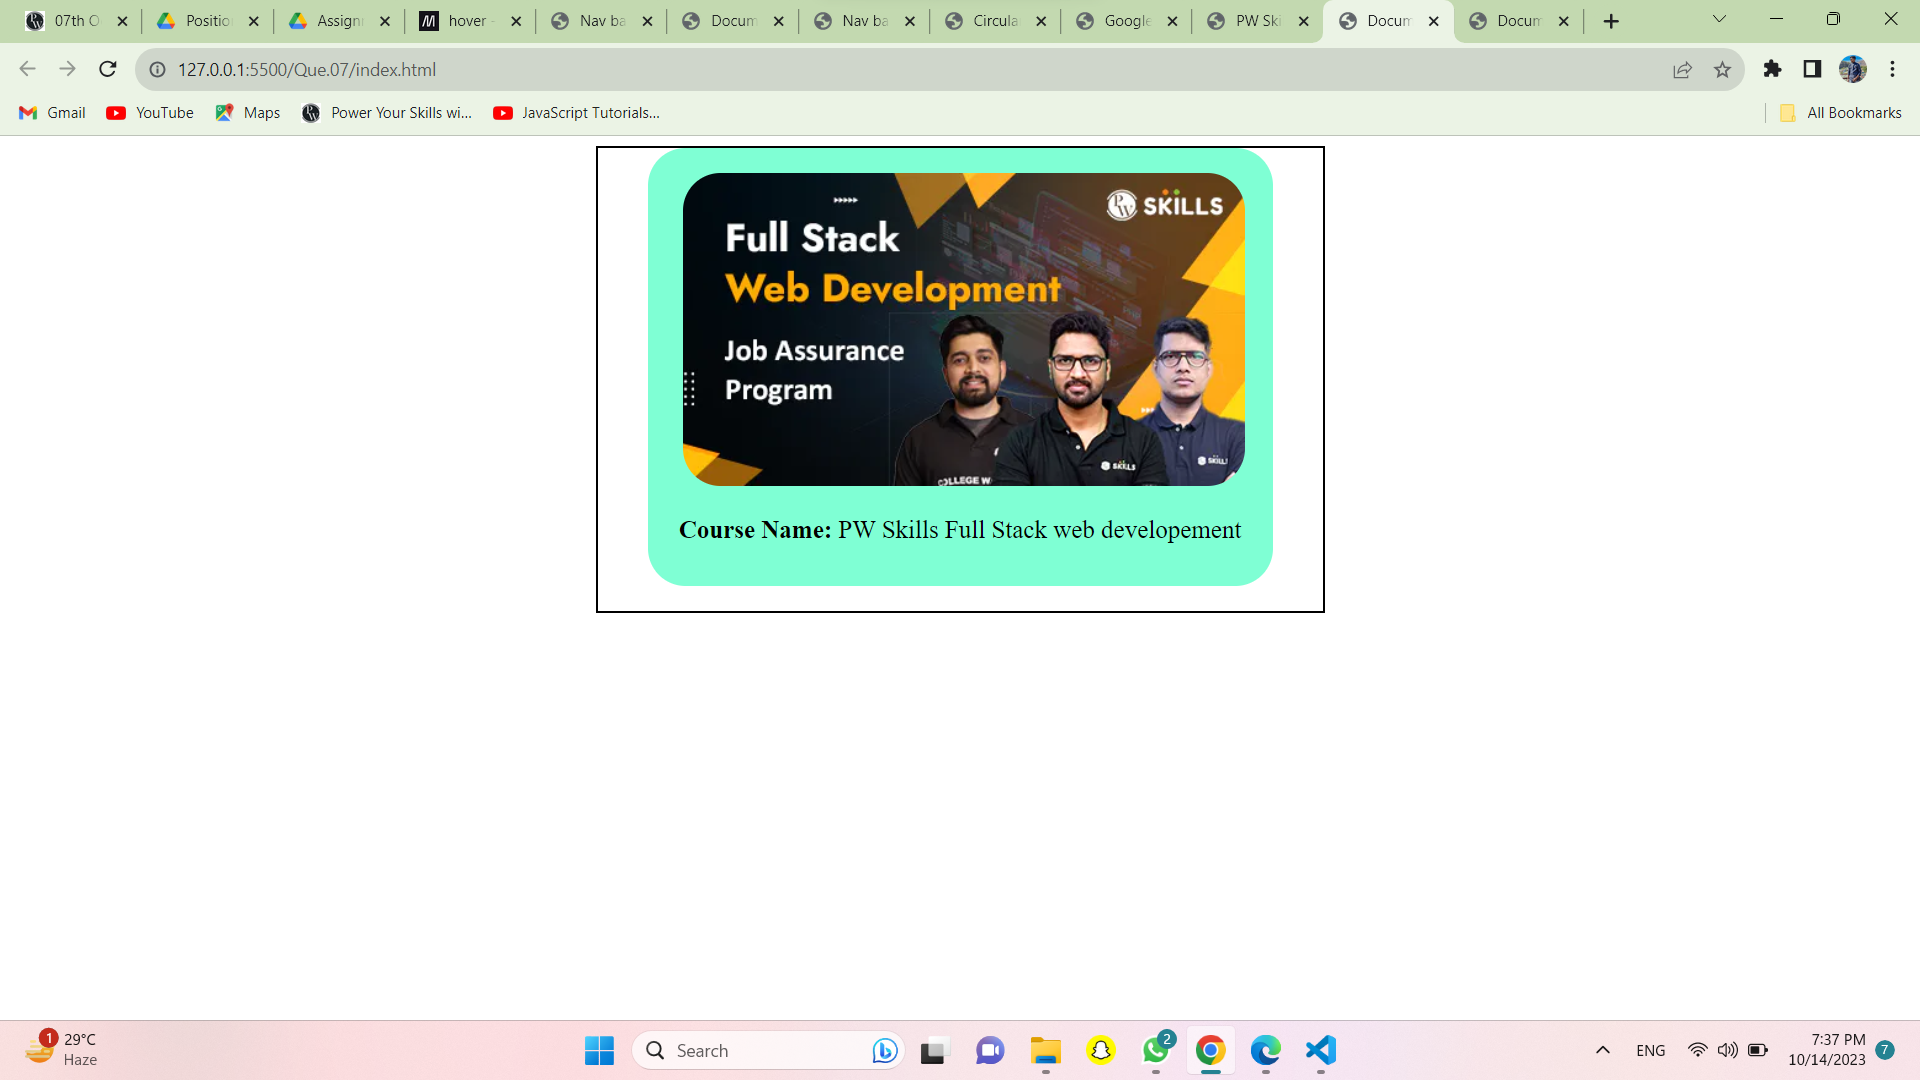 07th O
Positio
Assign
hover -
Nav ba
Docum
Nav ba
Circula
Google
PW Ski
Docum
Docum
127.0.0.1:5500/Que.07/index.html
Gmail
YouTube
Maps
Power Your Skills wi...
JavaScript Tutorials...
All Bookmarks
PW SKILLS
Full Stack
Web Development
Job Assurance
Program
SKILLS
SKILL
COLLEGE W
Course Name: PW Skills Full Stack web developement
1
29°C
Haze
Search
2
ENG
7:37 PM
10/14/2023
7